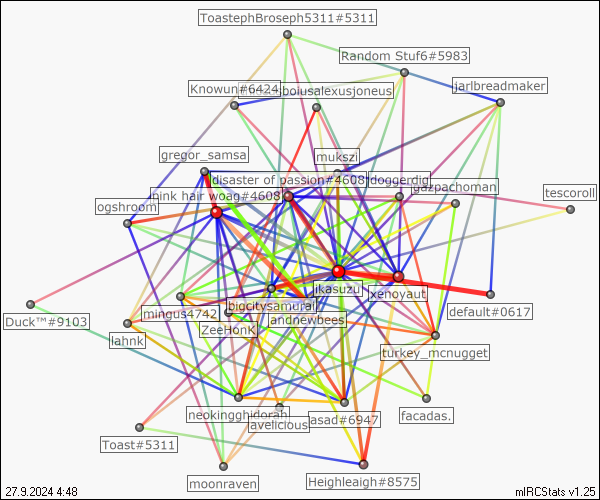 ToastephBroseph5311#5311
Random Stuf6#5983
Knowun#6424
bolusalexusjoneus
jarlbreadmaker
gregor_samsa
mukszi
disaster of passion#4608
doggerdig
pink hair woag#4608
gazpachoman
tescoroll
ogshroom
ikasuzu
xenoyaut
default#0617
Duck™#9103
mingus4742
bigcitysamurai
andnewbees
lahnk
ZeeHonK
turkey_mcnugget
neokingghidorah
avelicious
asad#6947
facadas.
Toast#5311
moonraven
Heighleaigh#8575
27.9.2024 4:48
mIRCStats v1.25